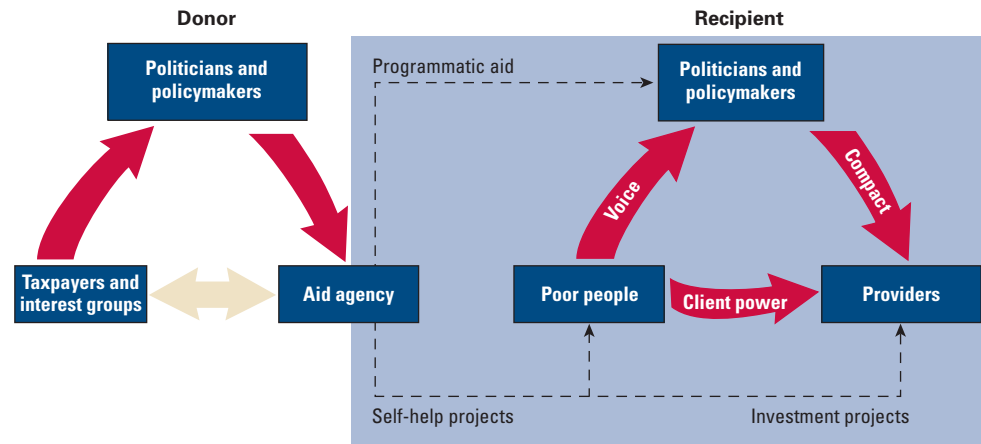 Donor
Recipient
Politicians and
policymakers
Programmatic aid
Politicians and
policymakers
Voice
Compact
Taxpayers and
interest groups
Aid agency
Poor people
Client power
Providers
Self-help projects
Investment projects